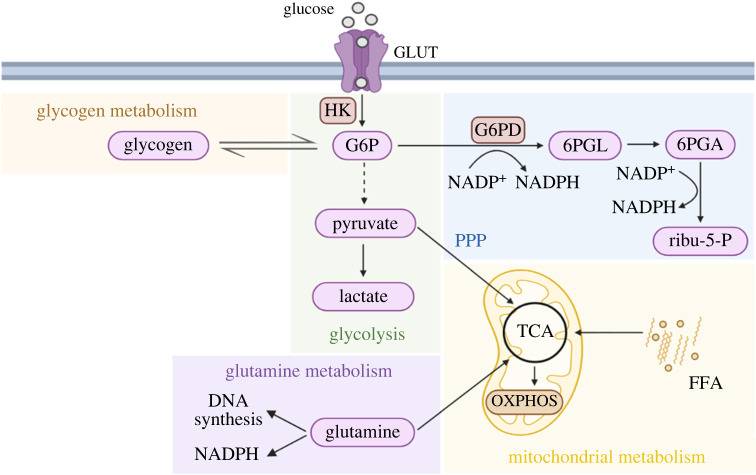 glucose
GLUT
glycogen metabolism
HK
glycogen
G6P
G6PD
6PGL
6PGA
NADP⁺
NADPH
NADP⁺
NADPH
ribu-5-P
PPP
pyruvate
lactate
glycolysis
TCA
OXPHOS
FFA
mitochondrial metabolism
glutamine metabolism
DNA
synthesis
NADPH
glutamine